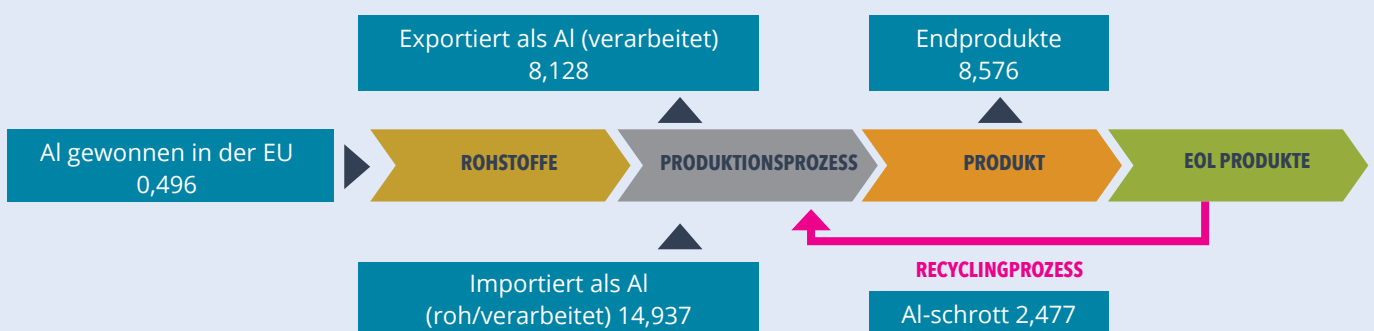 Exportiert als Al (verarbeitet)
8,128
Endprodukte
8,576
Al gewonnen in der EU
0,496
ROHSTOFFE
PRODUKTIONSPROZESS
PRODUKT
EOL PRODUKTE
RECYCLINGPROZESS
Importiert als Al
(roh/verarbeitet) 14,937
Al-schrott 2,477